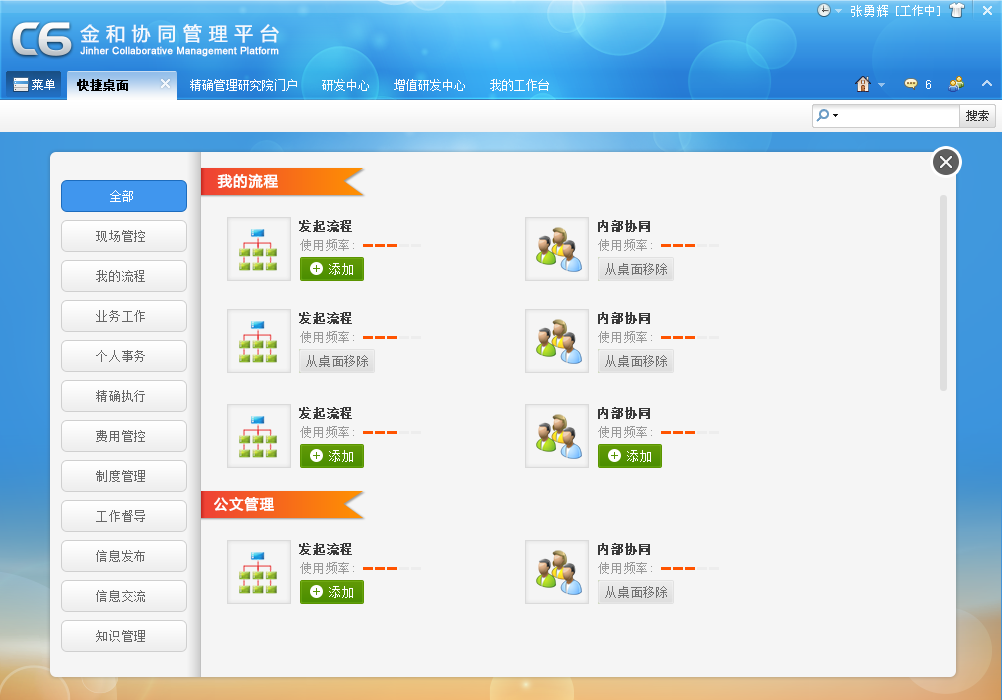 张勇辉 [工作中]
C6 金和协同管理平台
Jinher Collaborative Management Platform
菜单 快捷桌面 精确管理研究院门户 研发中心 增值研发中心 我的工作台 6
搜索
全部
现场管控
我的流程
业务工作
个人事务
精确执行
费用管控
制度管理
工作督导
信息发布
信息交流
知识管理
我的流程
发起流程
使用频率:
添加
内部协同
使用频率:
从桌面移除
发起流程
使用频率:
从桌面移除
内部协同
使用频率:
从桌面移除
发起流程
使用频率:
添加
内部协同
使用频率:
添加
公文管理
发起流程
使用频率:
添加
内部协同
使用频率:
从桌面移除